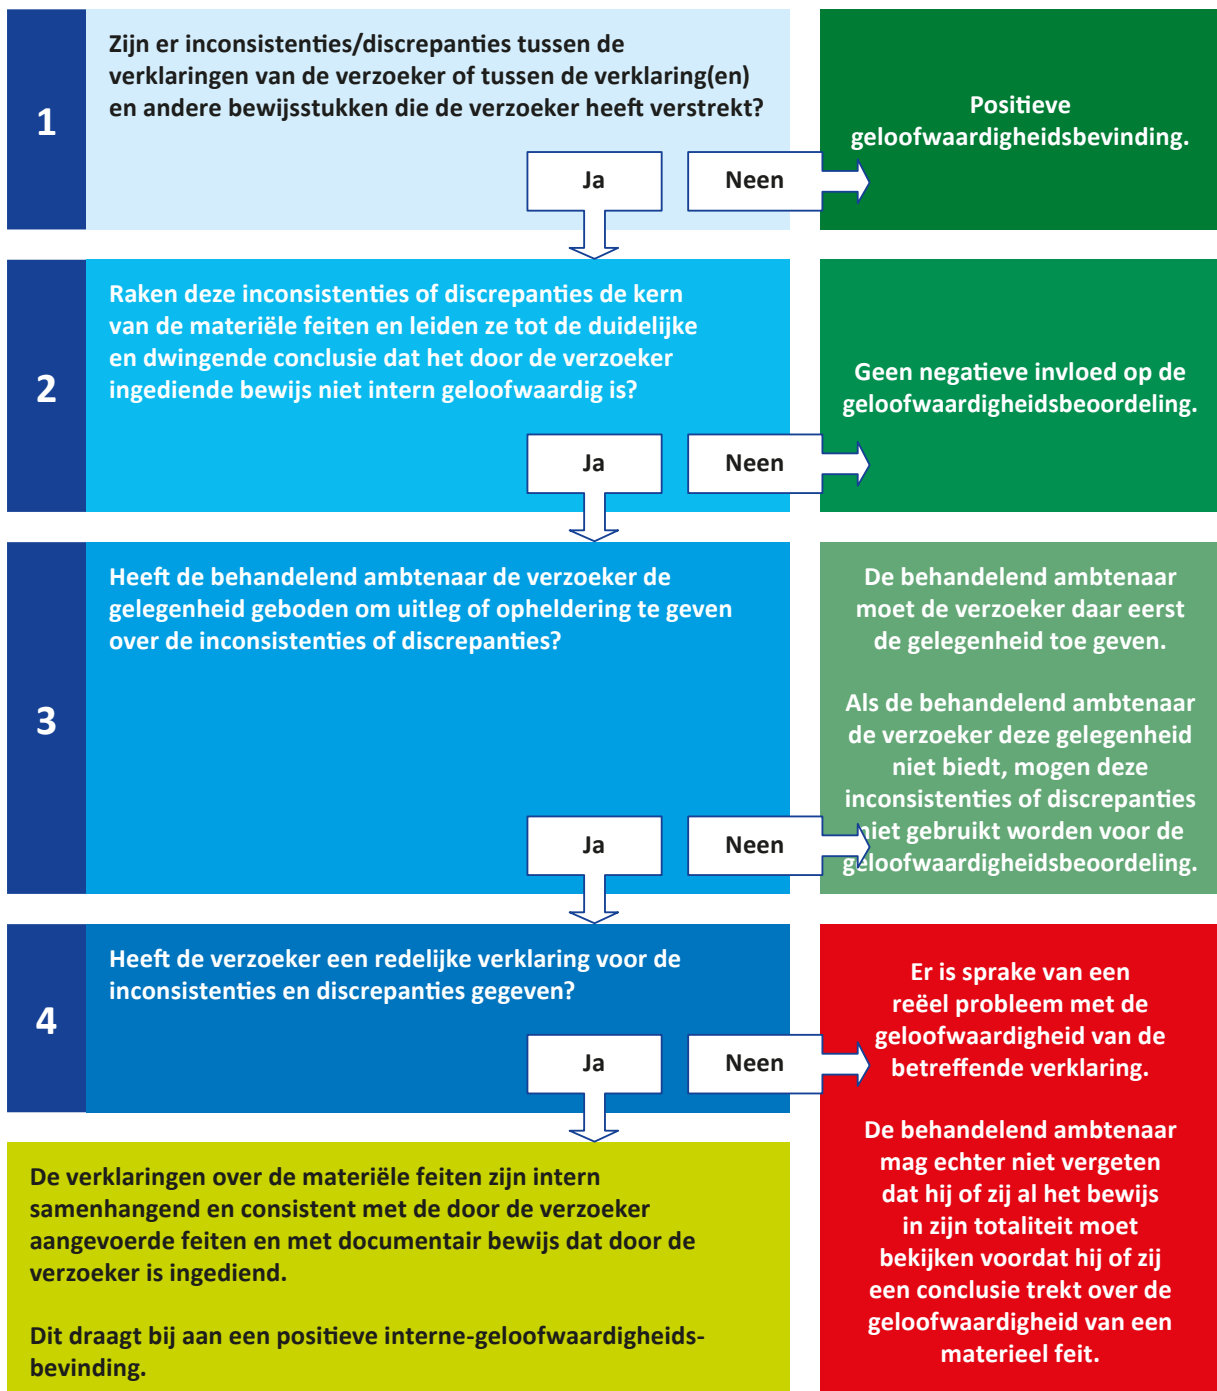 1
Zijn er inconsistenties/discrepanties tussen de
verklaringen van de verzoeker of tussen de verklaring(en)
en andere bewijsstukken die de verzoeker heeft verstrekt?
Ja
Neen
Positieve
geloofwaardigheidsbevinding.
2
Raken deze inconsistenties of discrepanties de kern
van de materiële feiten en leiden ze tot de duidelijke
en dwingende conclusie dat het door de verzoeker
ingediende bewijs niet intern geloofwaardig is?
Ja
Neen
Geen negatieve invloed op de
geloofwaardigheidsbeoordeling.
3
Heeft de behandelend ambtenaar de verzoeker de
gelegenheid geboden om uitleg of opheldering te geven
over de inconsistenties of discrepanties?
Ja
Neen
De behandelend ambtenaar
moet de verzoeker daar eerst
de gelegenheid toe geven.
Als de behandelend ambtenaar
de verzoeker deze gelegenheid
niet biedt, mogen deze
inconsistenties of discrepanties
niet gebruikt worden voor de
geloofwaardigheidsbeoordeling.
4
Heeft de verzoeker een redelijke verklaring voor de
inconsistenties en discrepanties gegeven?
Ja
Neen
Er is sprake van een
reëel probleem met de
geloofwaardigheid van de
betreffende verklaring.
De behandelend ambtenaar
mag echter niet vergeten
dat hij of zij al het bewijs
in zijn totaliteit moet
bekijken voordat hij of zij
een conclusie trekt over de
geloofwaardigheid van een
materieel feit.
De verklaringen over de materiële feiten zijn intern
samenhangend en consistent met de door de verzoeker
aangevoerde feiten en met documentair bewijs dat door de
verzoeker is ingediend.
Dit draagt bij aan een positieve interne-geloofwaardigheids-
bevinding.